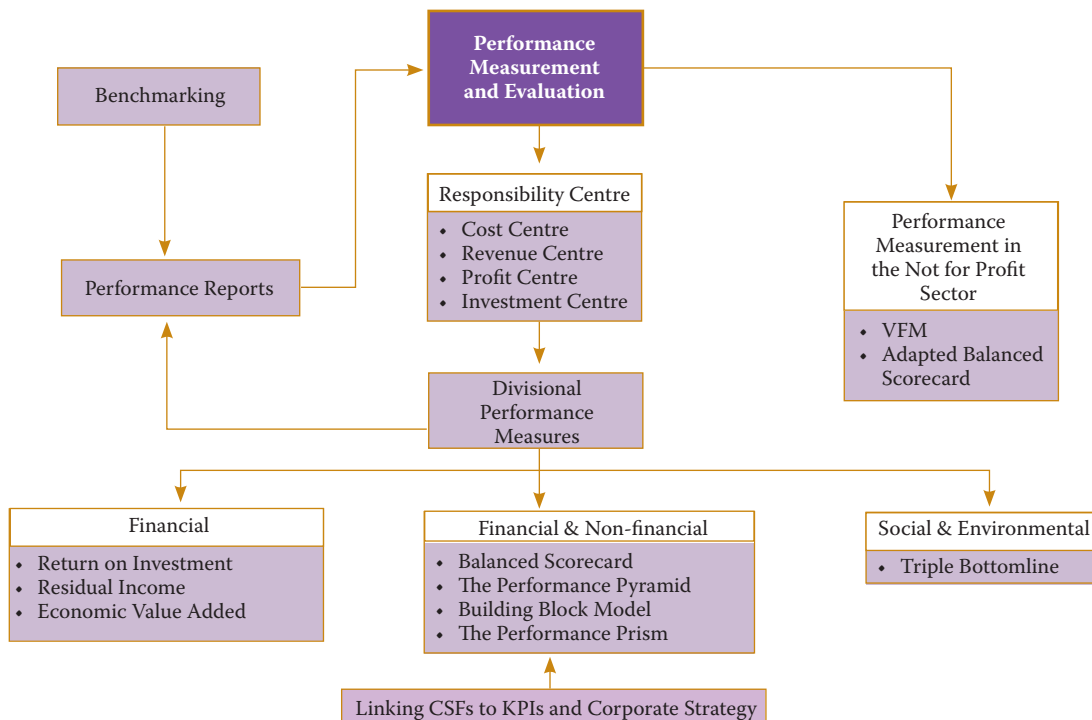 Performance
Measurement
and Evaluation
Benchmarking
Responsibility Centre
• Cost Centre
• Revenue Centre
• Profit Centre
• Investment Centre
Performance
Measurement in
the Not for Profit
Sector
• VFM
• Adapted Balanced
Scorecard
Performance Reports
Divisional
Performance
Measures
Financial
• Return on Investment
• Residual Income
• Economic Value Added
Financial & Non-financial
• Balanced Scorecard
• The Performance Pyramid
• Building Block Model
• The Performance Prism
Social & Environmental
• Triple Bottomline
Linking CSFs to KPIs and Corporate Strategy